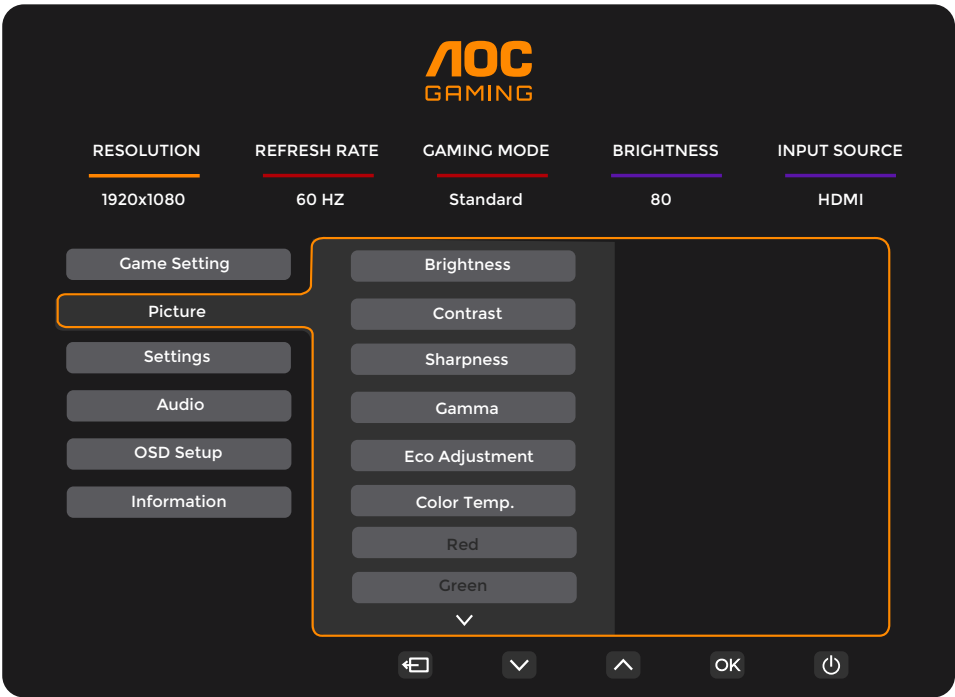 AOC
GAMING
RESOLUTION REFRESH RATE GAMING MODE BRIGHTNESS INPUT SOURCE
1920x1080 60 HZ Standard 80 HDMI
Game Setting
Picture
Settings
Audio
OSD Setup
Information
Brightness
Contrast
Sharpness
Gamma
Eco Adjustment
Color Temp.
Red
Green
OK